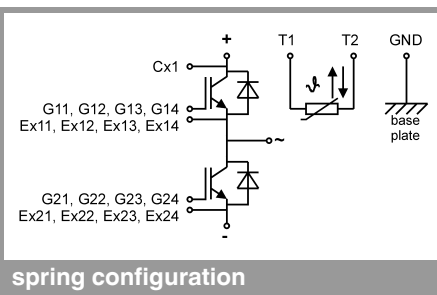 +
T1 T2 GND
Cx1
ϑ
G11, G12, G13, G14
Ex11, Ex12, Ex13, Ex14
base
plate
~
G21, G22, G23, G24
Ex21, Ex22, Ex23, Ex24
-
spring configuration